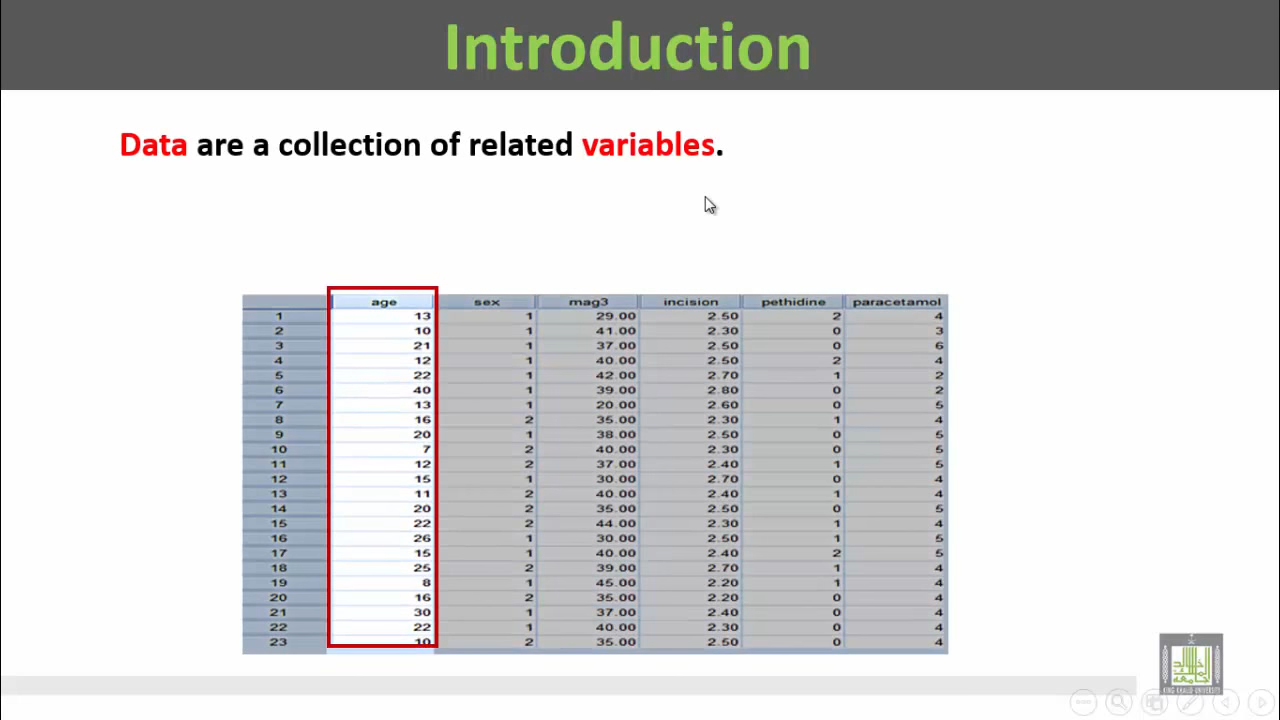 Introduction
Data are a collection of related variables.
age sex mag3 incision pethidine paracetamol
1 13 1 29.00 2.50 2 4
2 10 1 41.00 2.30 0 3
3 21 1 37.00 2.50 0 6
4 12 1 40.00 2.50 2 4
5 22 1 42.00 2.70 1 2
6 40 1 39.00 2.80 0 2
7 13 1 20.00 2.60 0 5
8 16 2 35.00 2.30 1 4
9 20 1 38.00 2.50 0 5
10 7 2 40.00 2.30 0 5
11 12 2 37.00 2.40 1 5
12 15 1 30.00 2.70 0 4
13 11 2 40.00 2.40 1 4
14 20 2 35.00 2.50 0 5
15 22 2 44.00 2.30 1 4
16 26 1 30.00 2.50 1 5
17 15 1 40.00 2.40 2 5
18 25 2 39.00 2.70 1 4
19 8 1 45.00 2.20 1 4
20 16 2 35.00 2.20 0 4
21 30 1 37.00 2.40 0 4
22 22 1 40.00 2.30 0 4
23 10 2 35.00 2.50 0 4
KING KHALID UNIVERSITY